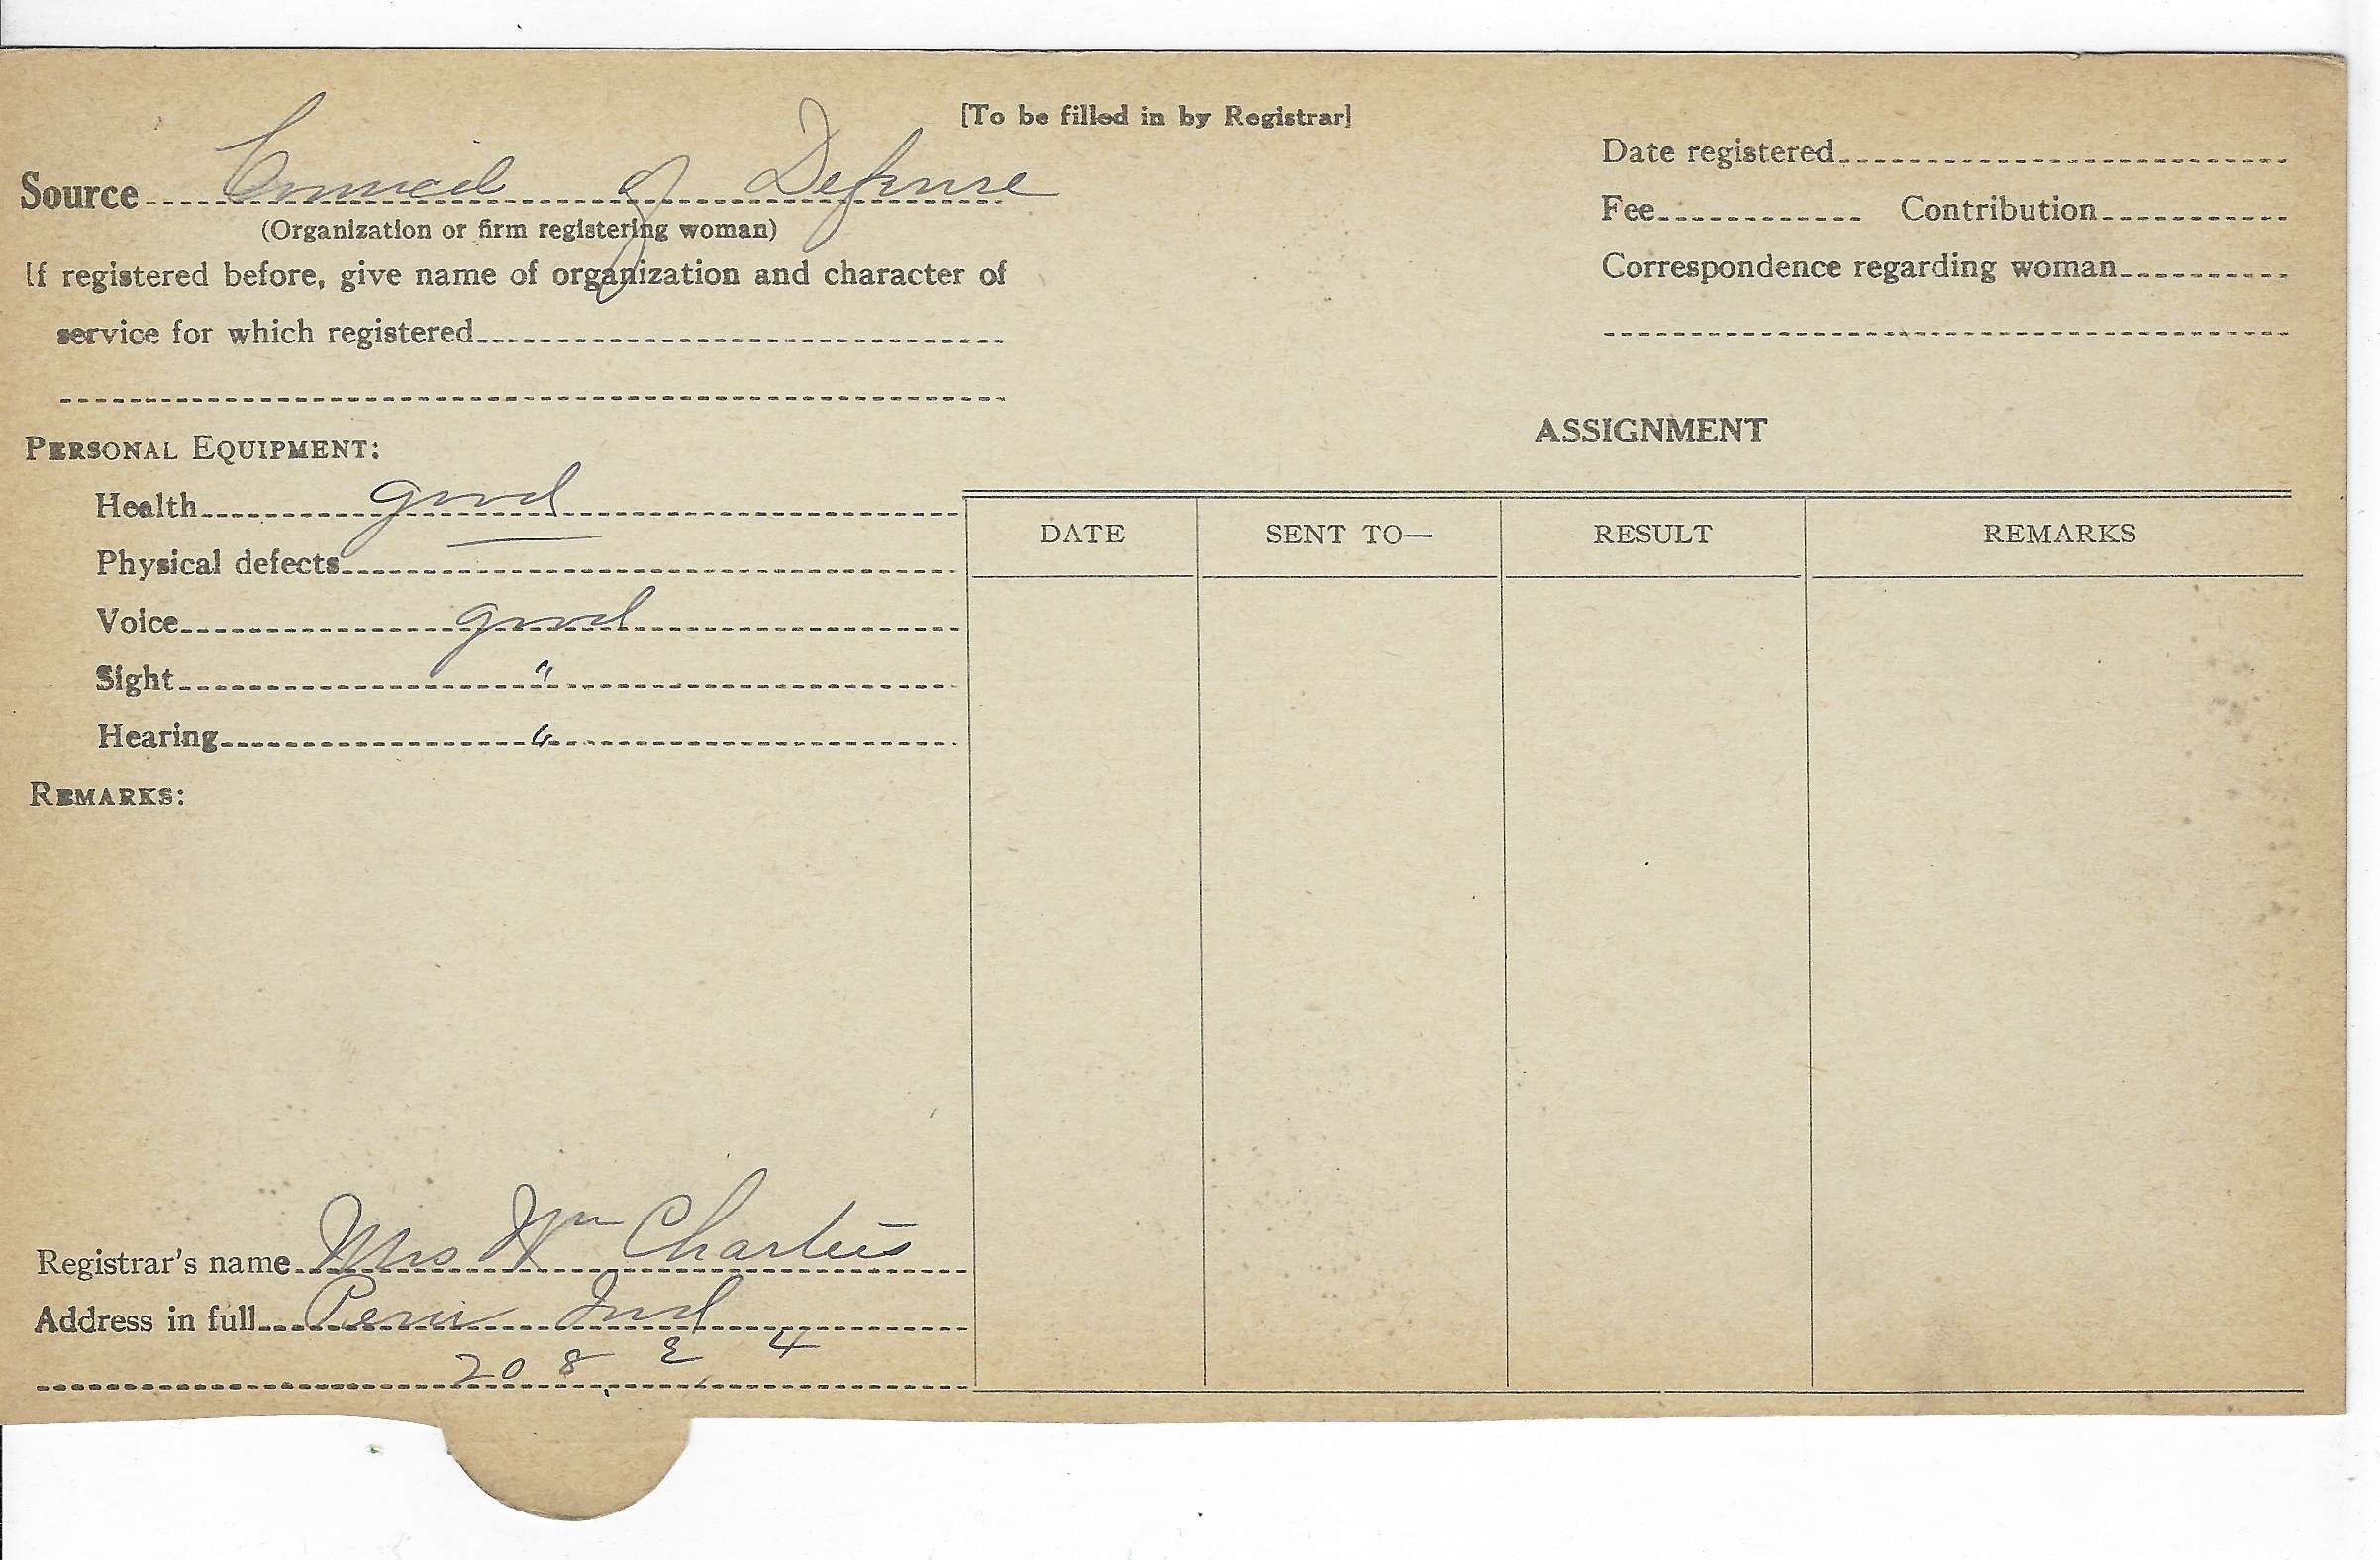 [To be filled in by Registrar]
Source Council of Defense
(Organization or firm registering woman)
If registered before, give name of organization and character of
service for which registered
Date registered
Fee Contribution
Correspondence regarding woman
PERSONAL EQUIPMENT:
Health good
Physical defects —
Voice good
Sight "
Hearing "
REMARKS:
ASSIGNMENT
DATE SENT TO— RESULT REMARKS
Registrar's name Mrs Wm
Address in full Peru Ind
208 E 4